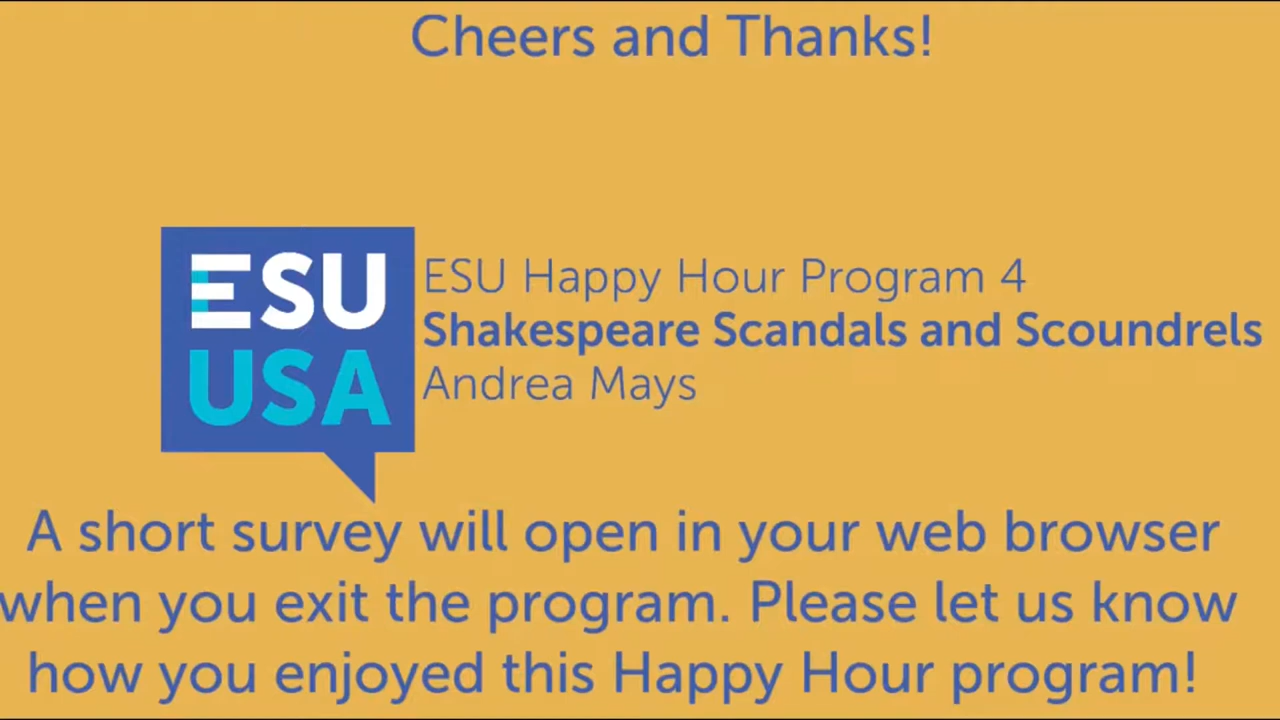 Cheers and Thanks!
ESU
USA
ESU Happy Hour Program 4
Shakespeare Scandals and Scoundrels
Andrea Mays
A short survey will open in your web browser
when you exit the program. Please let us know
how you enjoyed this Happy Hour program!